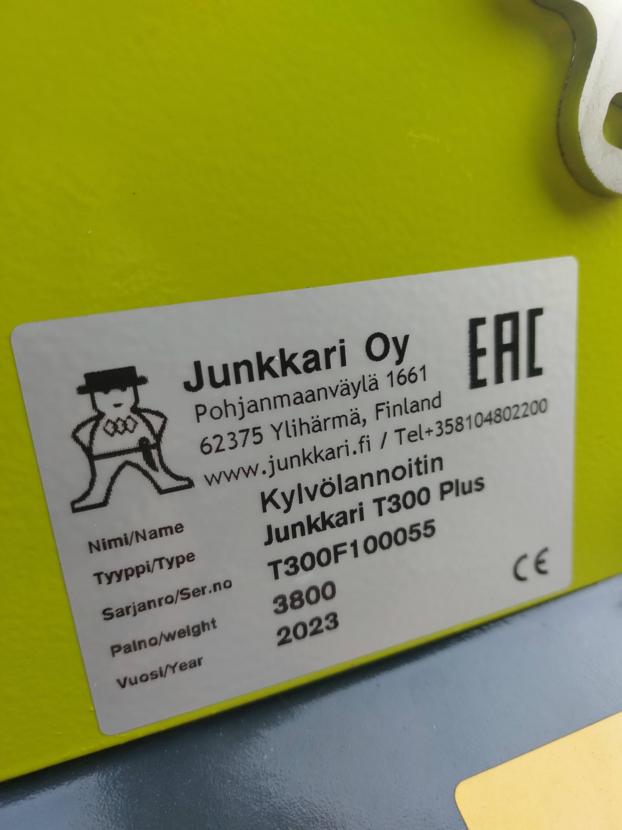 Junkkari Oy
EAC
Pohjanmaanväylä 1661
62375 Ylihärmä, Finland
www.junkkari.fi / Tel+358104802200
Nimi/Name Kylvölannoitin
Tyyppi/Type Junkkari T300 Plus
Sarjanro/Ser.no T300F100055
Paino/weight 3800
Vuosi/Year 2023
CE